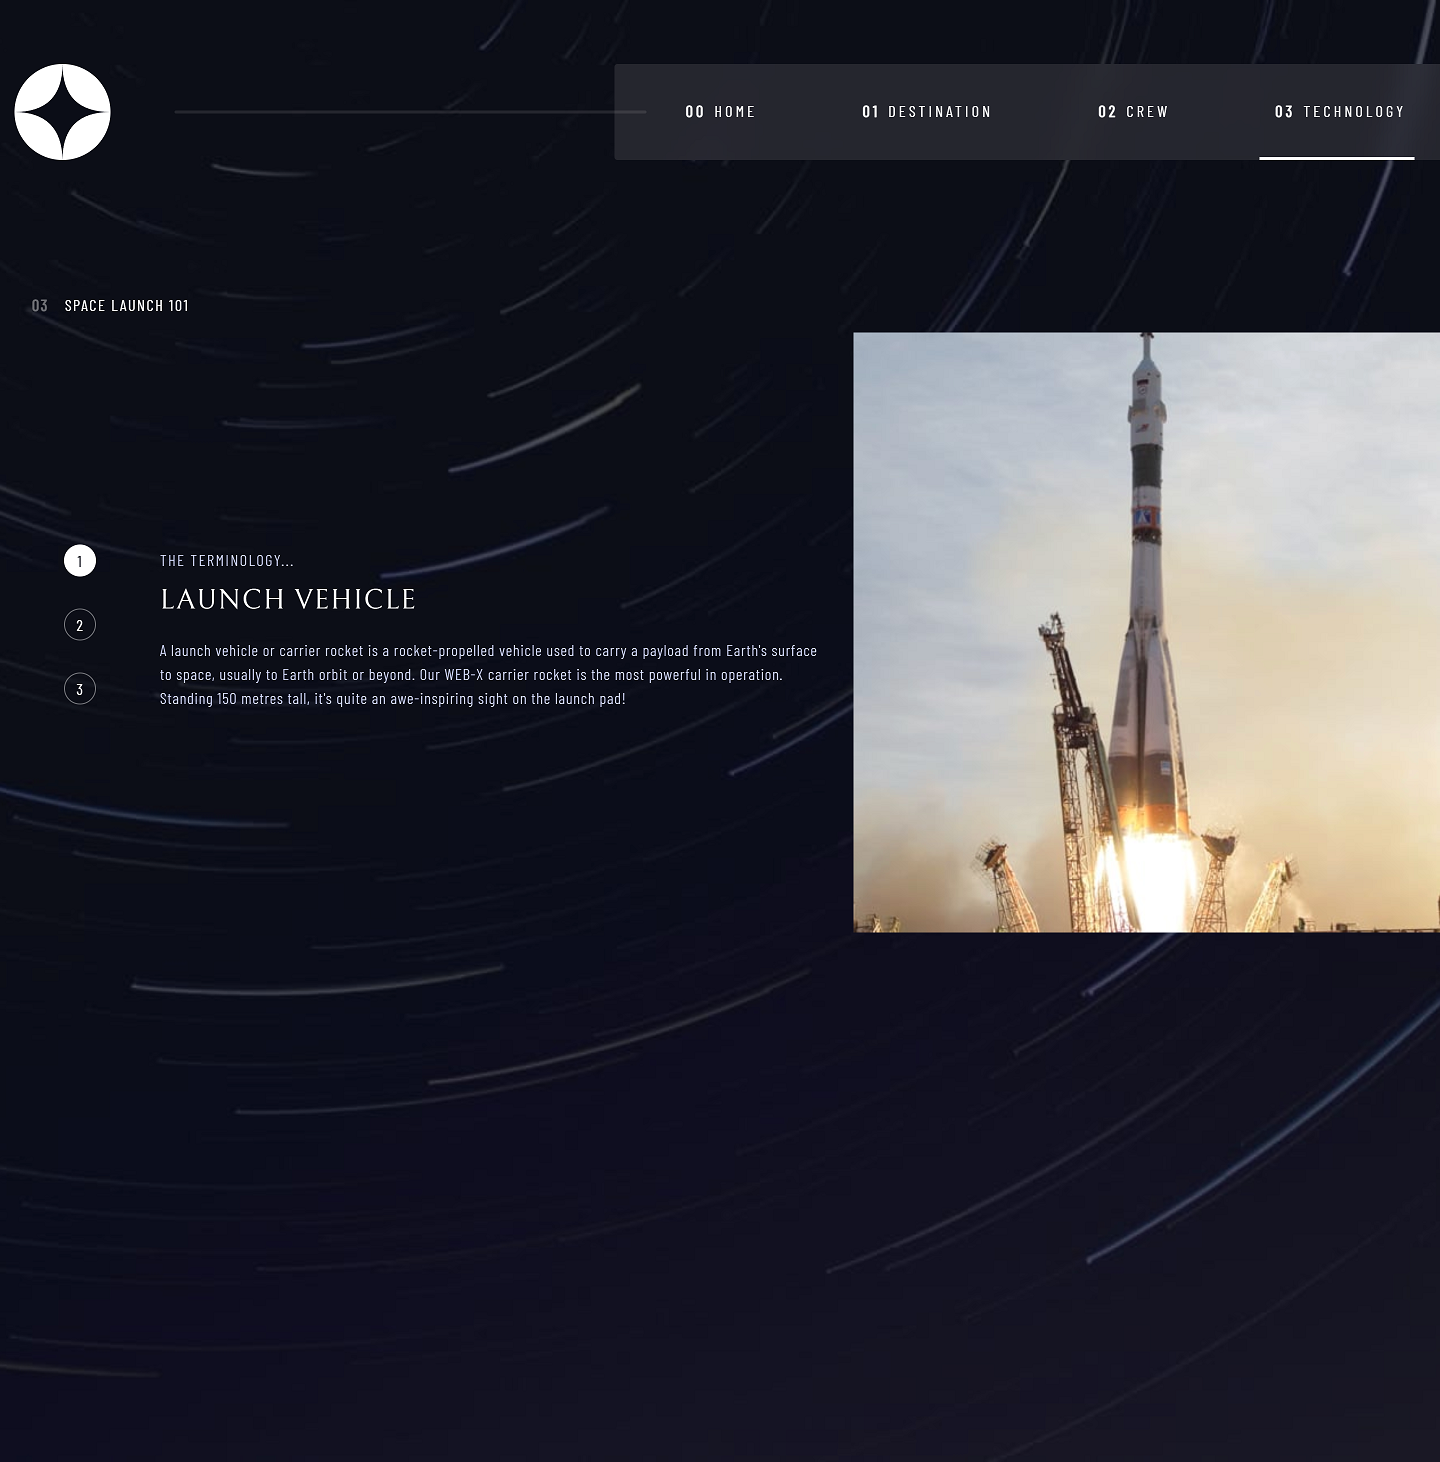 00 HOME
01 DESTINATION
02 CREW
03 TECHNOLOGY
03 SPACE LAUNCH 101
1
2
3
THE TERMINOLOGY...
LAUNCH VEHICLE
A launch vehicle or carrier rocket is a rocket-propelled vehicle used to carry a payload from Earth's surface
to space, usually to Earth orbit or beyond. Our WEB-X carrier rocket is the most powerful in operation.
Standing 150 metres tall, it's quite an awe-inspiring sight on the launch pad!